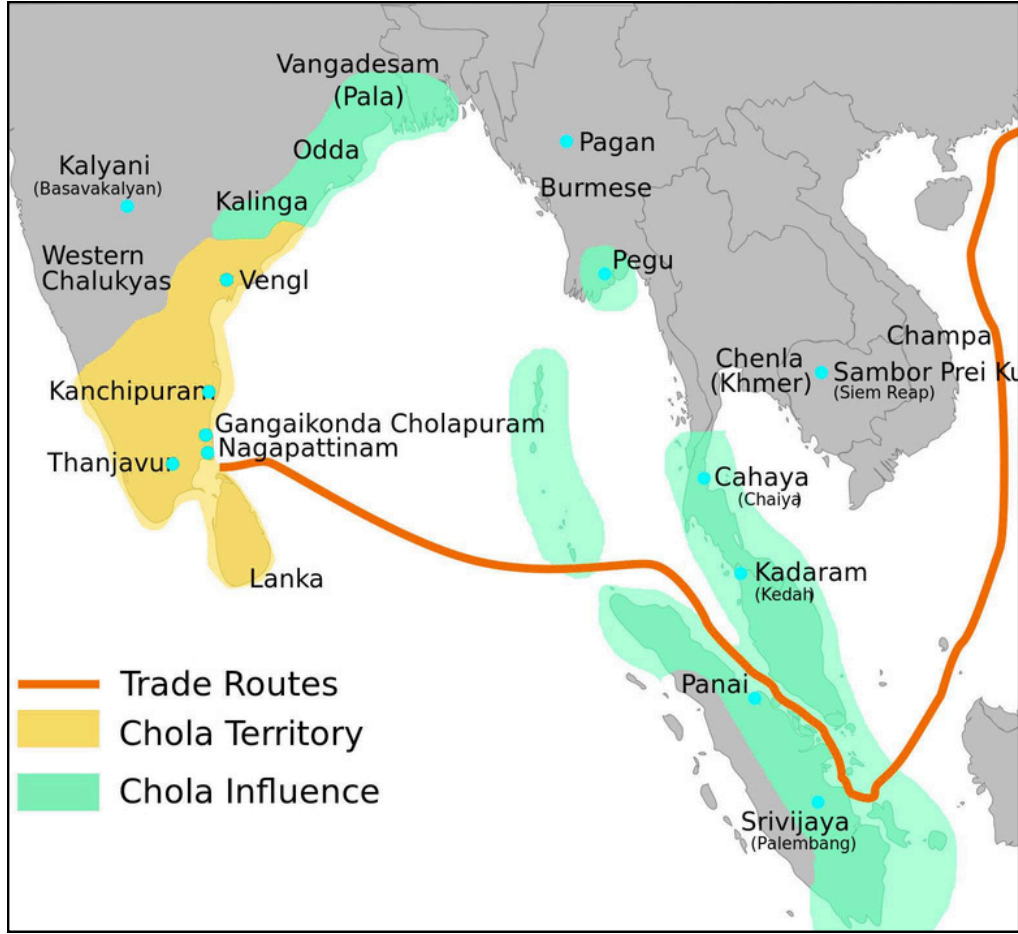 Vangadesam
(Pala)
Odda
Kalinga
Kalyani
(Basavakalyan)
Western
Chalukyas
Vengl
Pagan
Burmese
Pegu
Champa
Chenla
(Khmer)
Sambor Prei Ku
(Siem Reap)
Kanchipuram
Gangaikonda Cholapuram
Nagapattinam
Thanjavur
Cahaya
(Chaiya)
Kadaram
(Kedah)
Lanka
Panai
Srivijaya
(Palembang)
Trade Routes
Chola Territory
Chola Influence